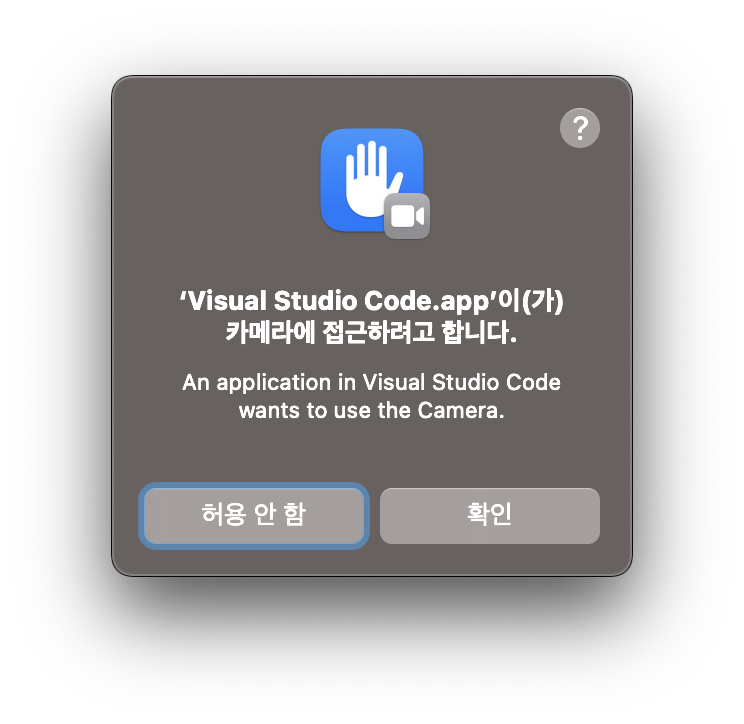 ?
‘Visual Studio Code.app’이(가)
카메라에 접근하려고 합니다.
An application in Visual Studio Code
wants to use the Camera.
허용 안 함
확인